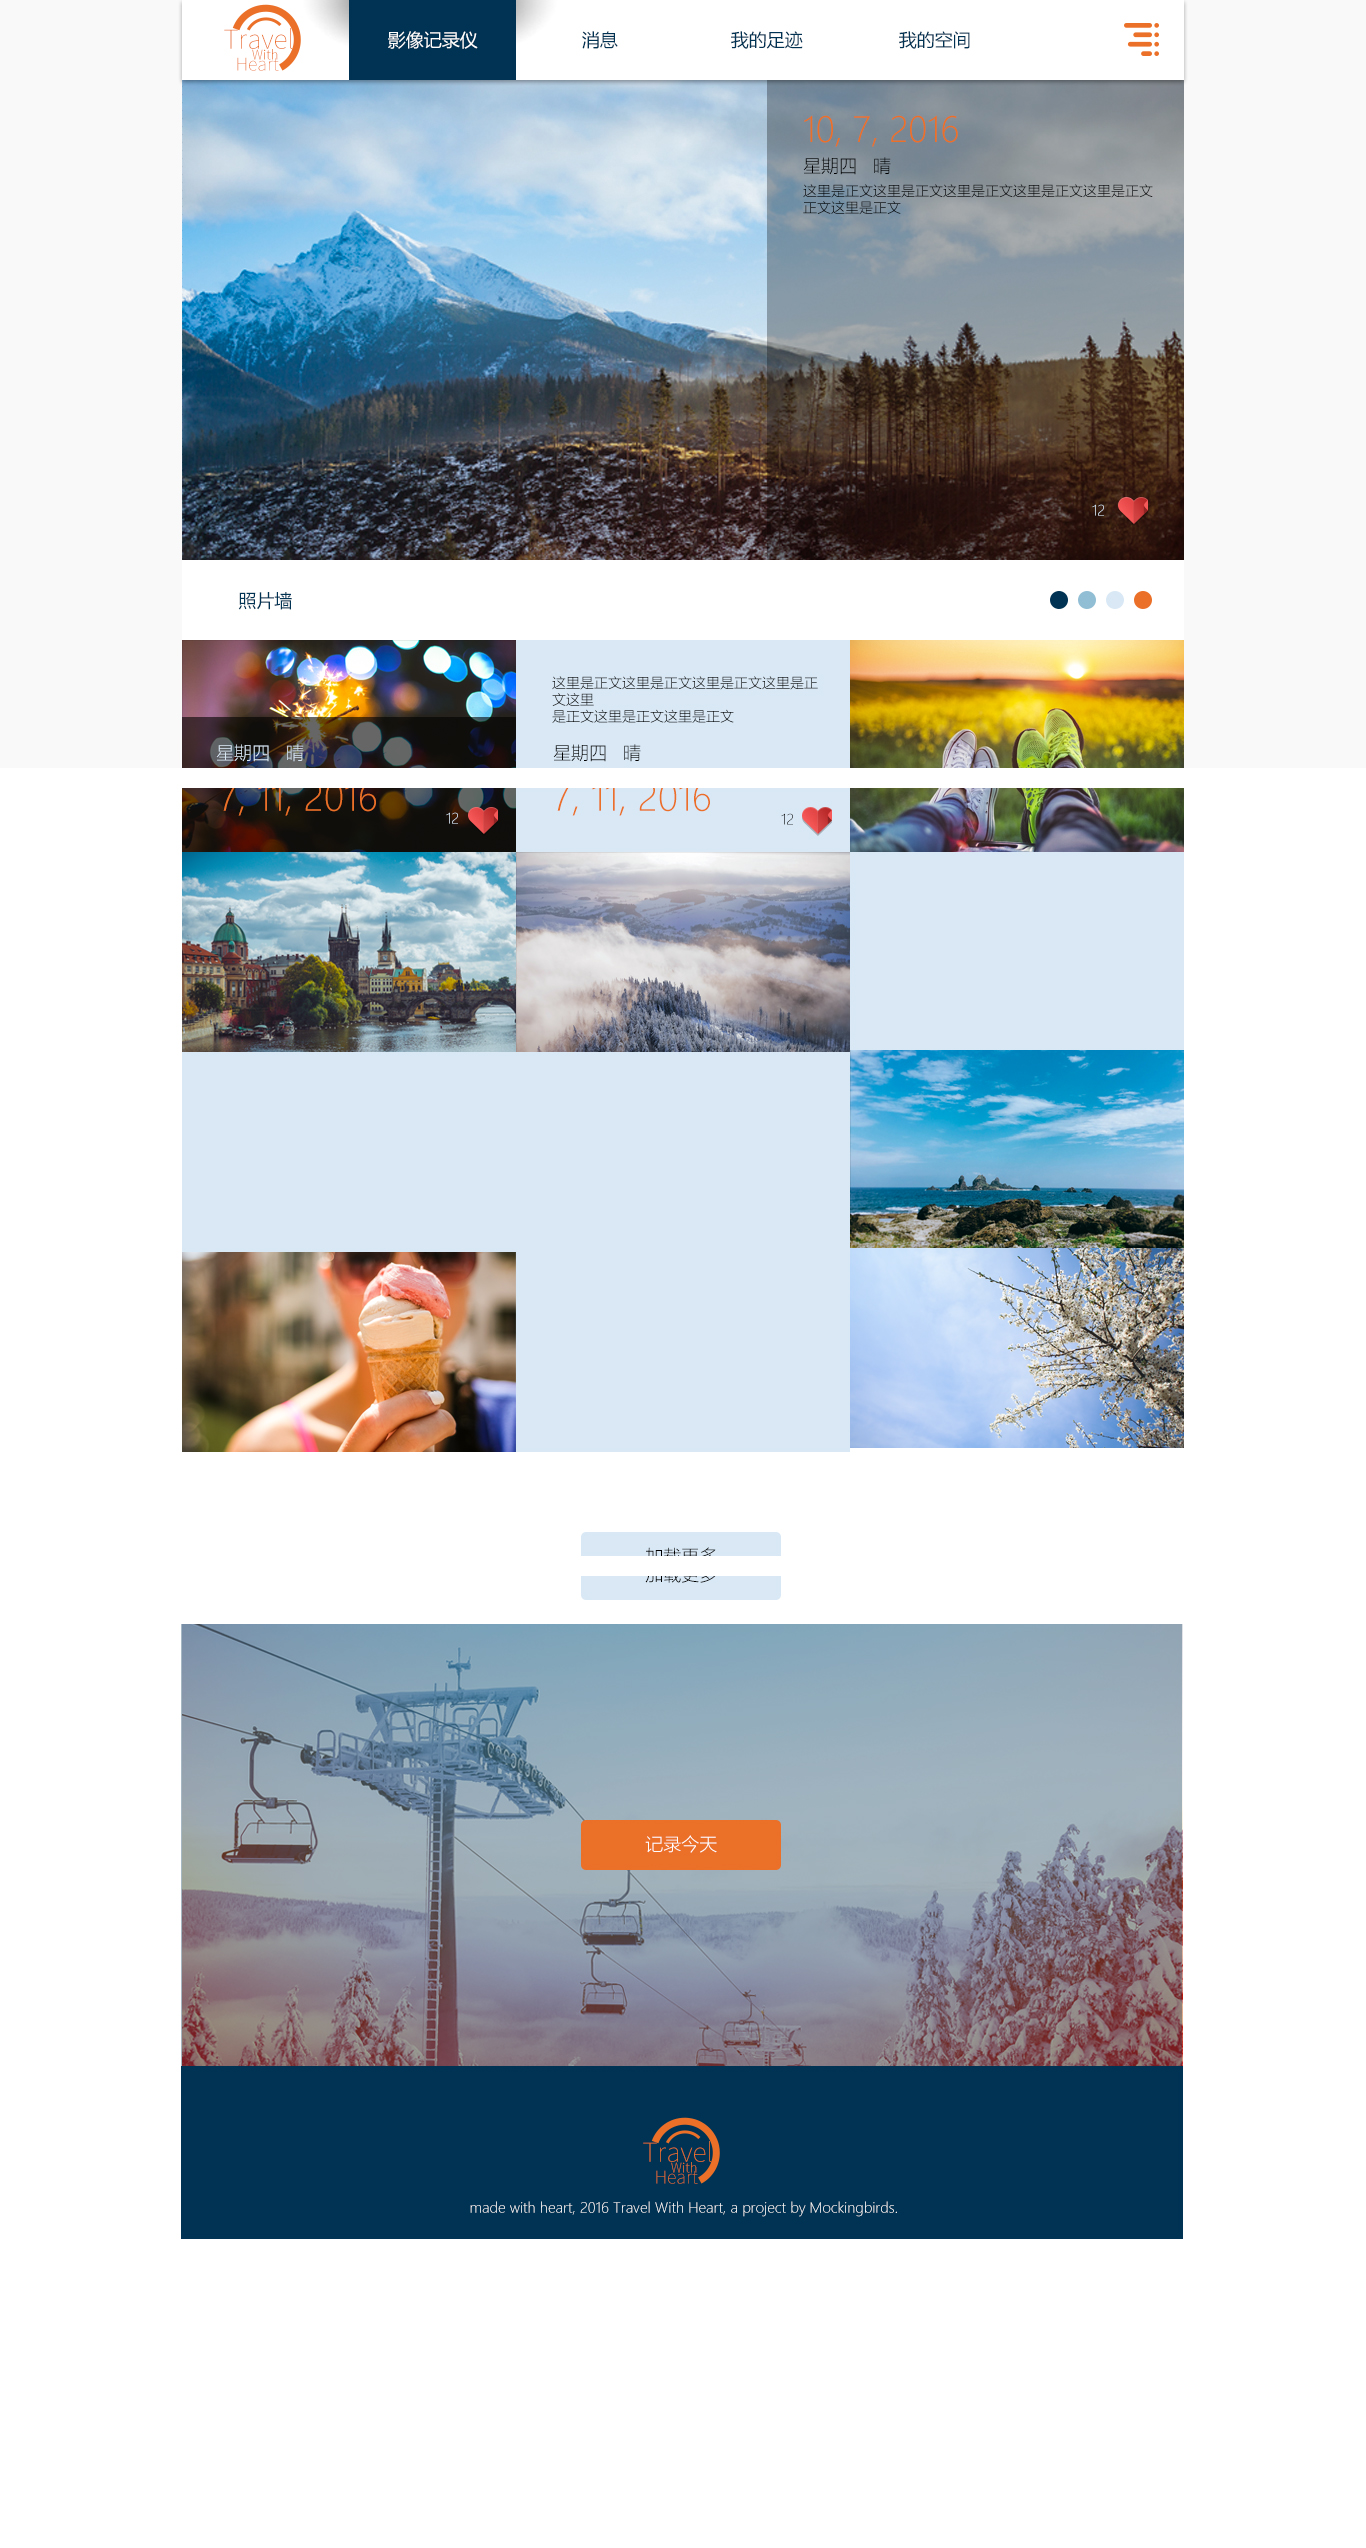 Travel
With
Heart
影像记录仪
消息
我的足迹
我的空间
10, 7, 2016
星期四 晴
这里是正文这里是正文这里是正文这里是正文这里是正文
正文这里是正文
12
照片墙
这里是正文这里是正文这里是正文这里是正
文这里
是正文这里是正文这里是正文
星期四 晴
星期四 晴
7, 11, 2016
12
7, 11, 2016
12
加载更多
记录今天
Travel
With
Heart
made with heart, 2016 Travel With Heart, a project by Mockingbirds.